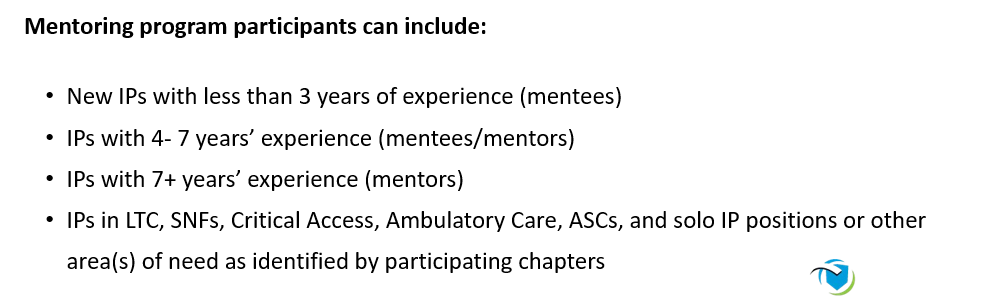 Mentoring program participants can include:
• New IPs with less than 3 years of experience (mentees)
• IPs with 4- 7 years’ experience (mentees/mentors)
• IPs with 7+ years’ experience (mentors)
• IPs in LTC, SNFs, Critical Access, Ambulatory Care, ASCs, and solo IP positions or other
area(s) of need as identified by participating chapters